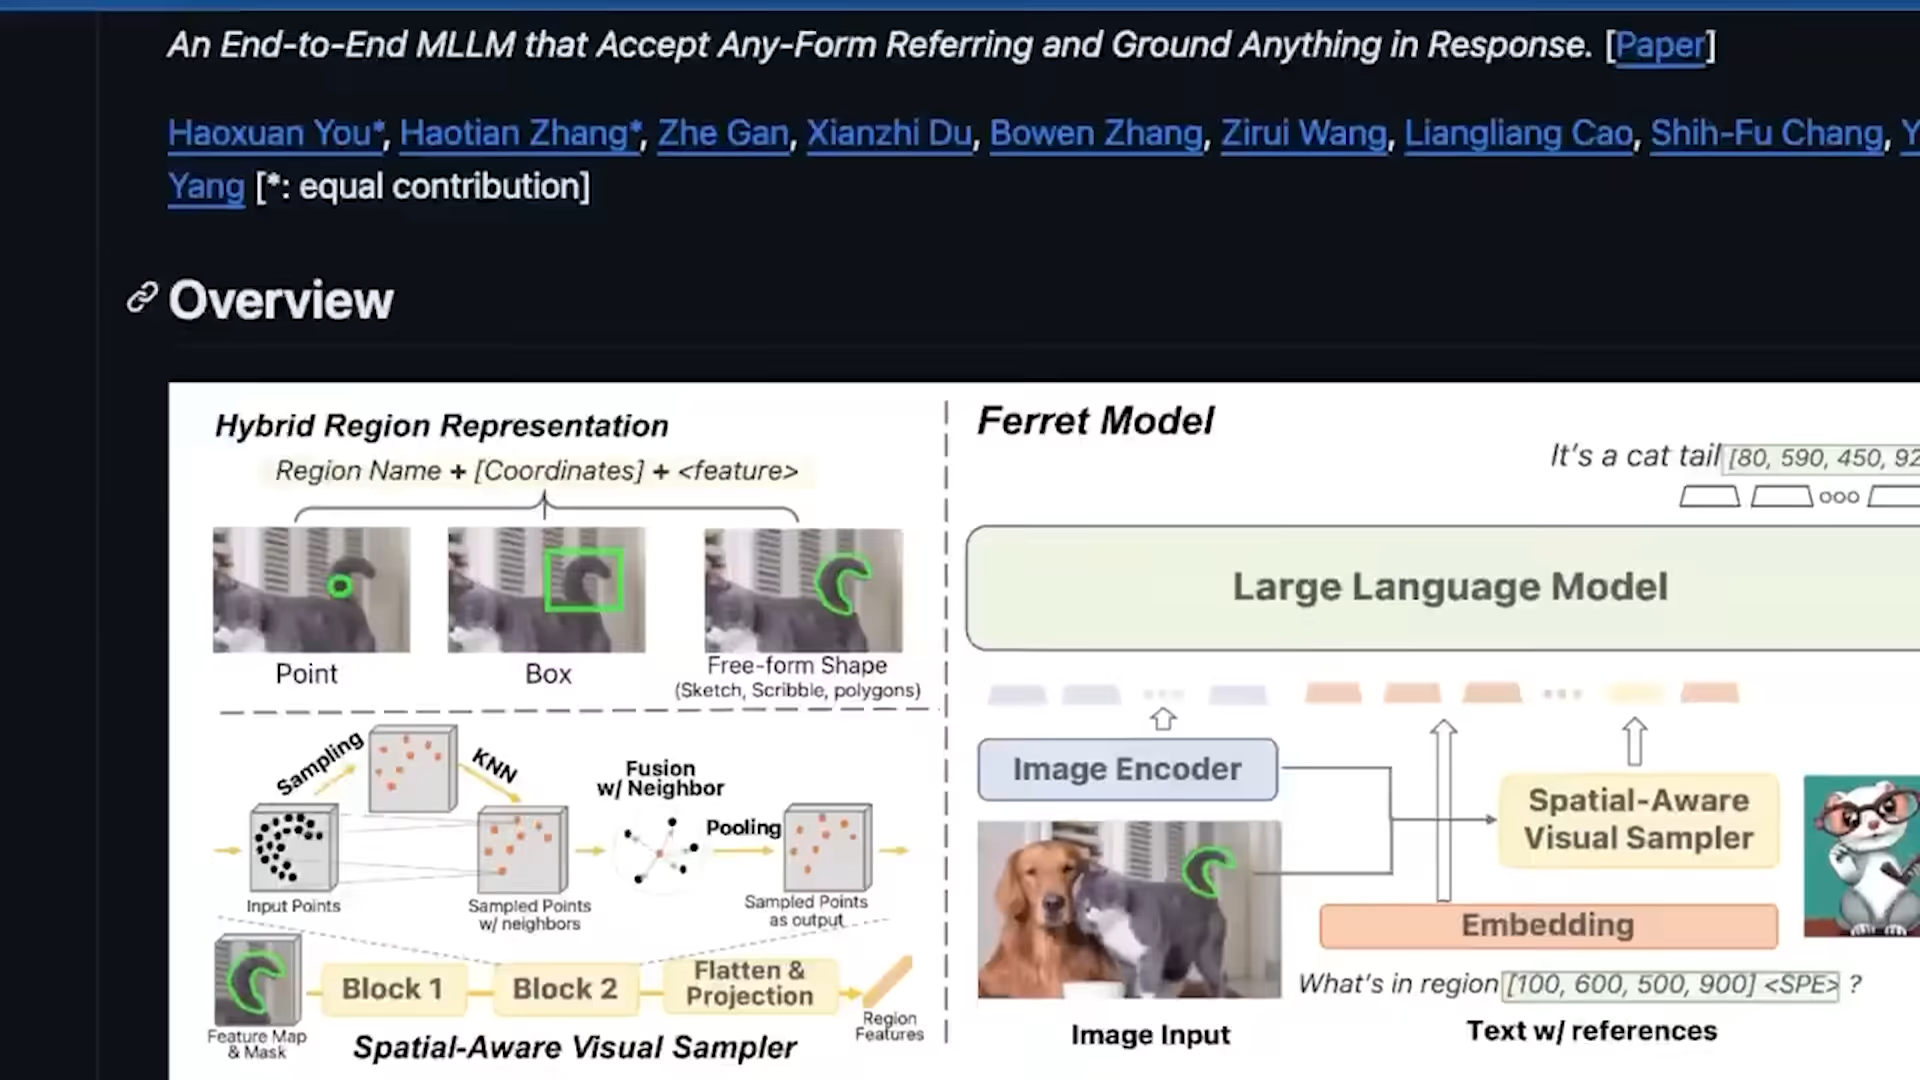 An End-to-End MLLM that Accept Any-Form Referring and Ground Anything in Response. [Paper]
Haoxuan You*, Haotian Zhang*, Zhe Gan, Xianzhi Du, Bowen Zhang, Zirui Wang, Liangliang Cao, Shih-Fu Chang, Y
Yang [*: equal contribution]
Overview
Hybrid Region Representation
Region Name + [Coordinates] + <feature>
Point
Box
Free-form Shape
(Sketch, Scribble, polygons)
Sampling
KNN
Fusion
w/ Neighbor
Pooling
Input Points
Sampled Points
w/ neighbors
Sampled Points
as output
Feature Map
& Mask
Block 1
Block 2
Flatten &
Projection
Region
Features
Spatial-Aware Visual Sampler
Ferret Model
It's a cat tail [80, 590, 450, 92
Large Language Model
Image Encoder
Spatial-Aware
Visual Sampler
Embedding
What's in region [100, 600, 500, 900] <SPE> ?
Image Input
Text w/ references